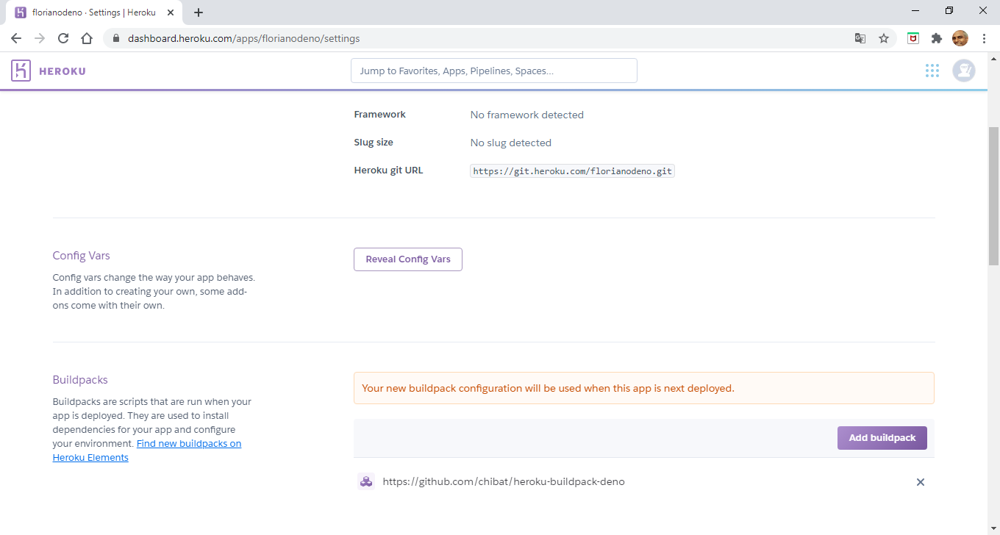 florianodeno · Settings | Heroku
dashboard.heroku.com/apps/florianodeno/settings
HEROKU
Jump to Favorites, Apps, Pipelines, Spaces...
Framework No framework detected
Slug size No slug detected
Heroku git URL https://git.heroku.com/florianodeno.git
Config Vars
Reveal Config Vars
Config vars change the way your app behaves.
In addition to creating your own, some add-
ons come with their own.
Buildpacks
Buildpacks are scripts that are run when your
app is deployed. They are used to install
dependencies for your app and configure
your environment. Find new buildpacks on
Heroku Elements
Your new buildpack configuration will be used when this app is next deployed.
Add buildpack
https://github.com/chibat/heroku-buildpack-deno